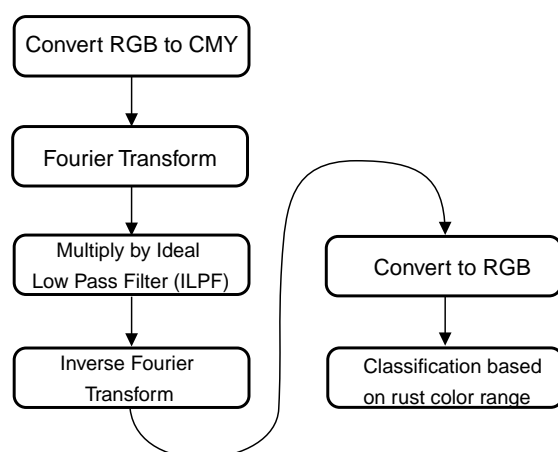 Convert RGB to CMY
Fourier Transform
Multiply by Ideal
Low Pass Filter (ILPF)
Inverse Fourier
Transform
Convert to RGB
Classification based
on rust color range